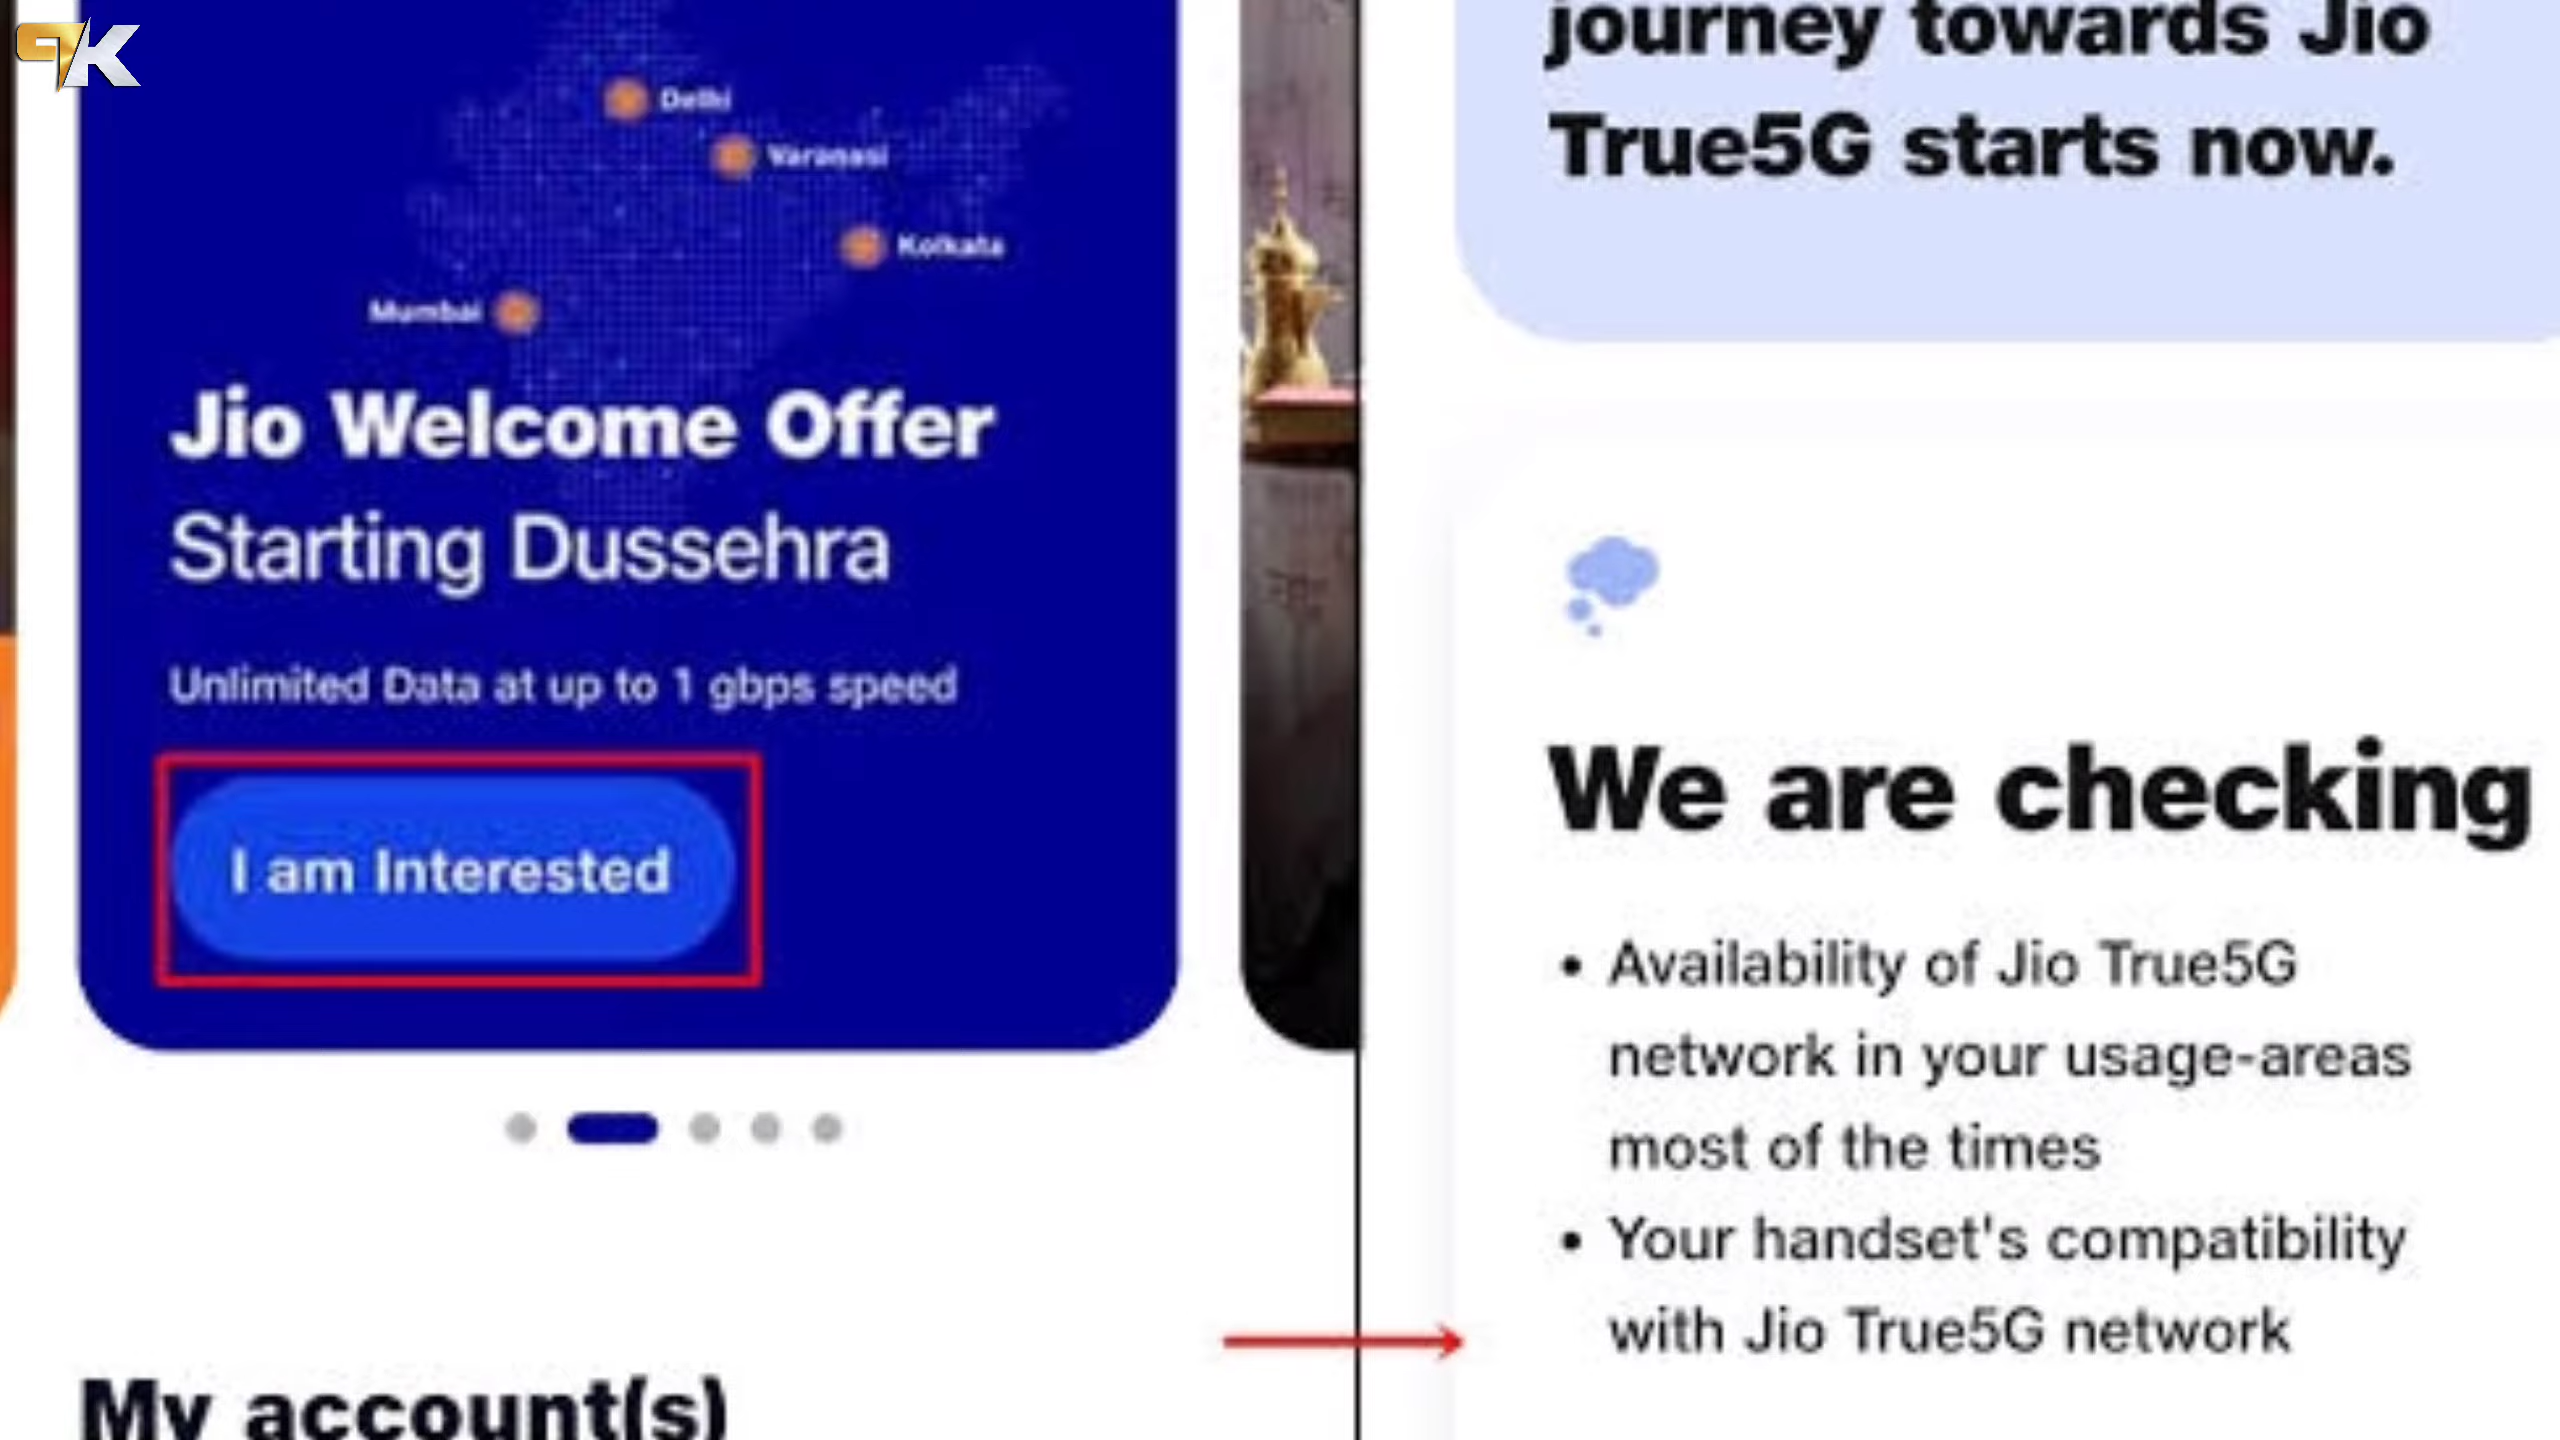 Delhi
Varanasi
Kolkata
Mumbai
Jio Welcome Offer
Starting Dussehra
Unlimited Data at up to 1 gbps speed
I am Interested
My account(s)
journey towards Jio
True5G starts now.
We are checking
• Availability of Jio True5G
network in your usage-areas
most of the times
• Your handset's compatibility
with Jio True5G network